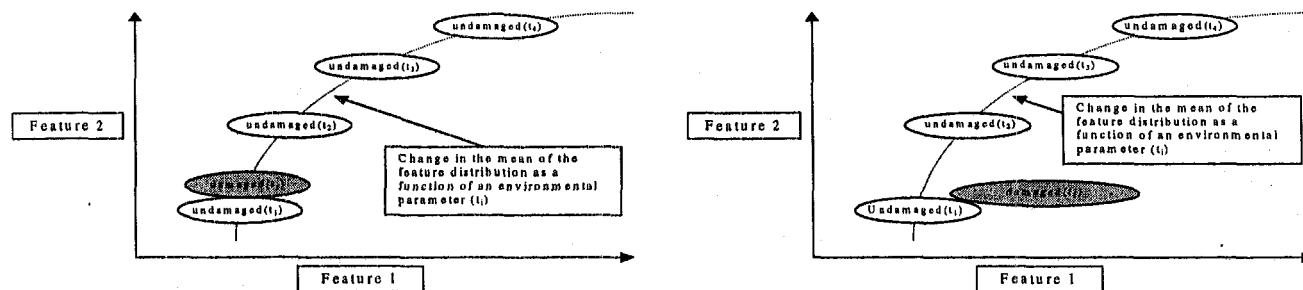 undamaged(t₄)
undamaged(t₃)
Feature 2
undamaged(t₂)
Change in the mean of the
feature distribution as a
function of an environmental
parameter (tᵢ)
undamaged(t₁)
Feature 1
undamaged(t₄)
undamaged(t₃)
Change in the mean of the
feature distribution as a
function of an environmental
parameter (tᵢ)
Feature 2
undamaged(t₂)
damaged
Undamaged(t₁)
Feature 1